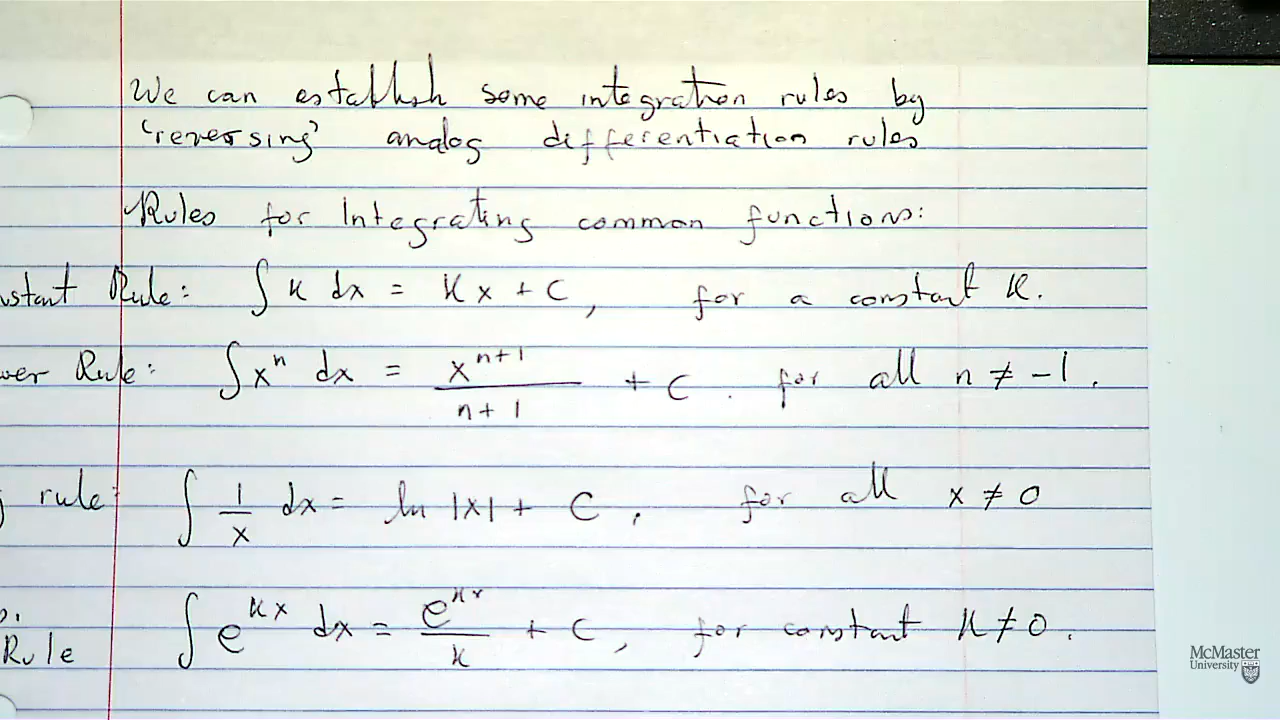 We can establish some integration rules by
'reversing' analog differentiation rules
Rules for Integrating common functions:
nstant Rule: ∫ K dx = Kx + C, for a constant K.
wer Rule: ∫ xⁿ dx = xⁿ⁺¹ / n+1 + C. for all n ≠ -1.
g rule: ∫ 1/x dx = ln |x| + C, for all x ≠ 0
p.
Rule ∫ e^{Kx} dx = e^{Kx} / K + C, for constant K ≠ 0.
McMaster
University